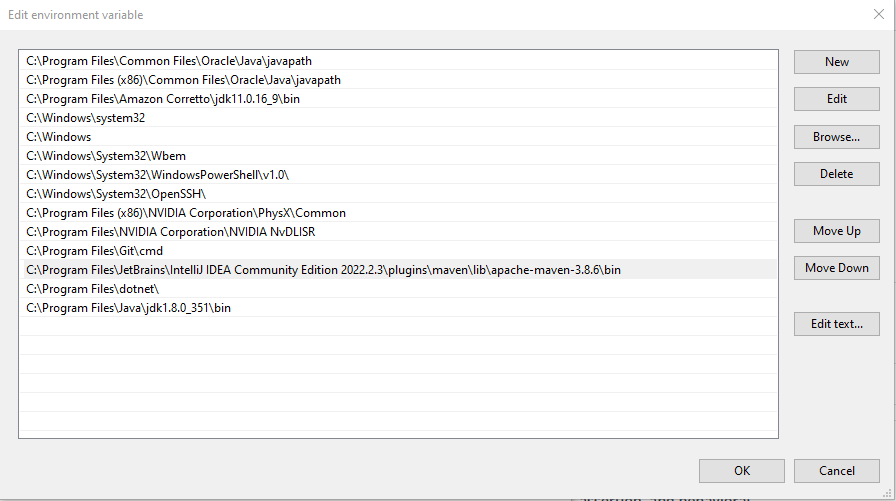 Edit environment variable
C:\Program Files\Common Files\Oracle\Java\javapath
C:\Program Files (x86)\Common Files\Oracle\Java\javapath
C:\Program Files\Amazon Corretto\jdk11.0.16_9\bin
C:\Windows\system32
C:\Windows
C:\Windows\System32\Wbem
C:\Windows\System32\WindowsPowerShell\v1.0\
C:\Windows\System32\OpenSSH\
C:\Program Files (x86)\NVIDIA Corporation\PhysX\Common
C:\Program Files\NVIDIA Corporation\NVIDIA NvDLISR
C:\Program Files\Git\cmd
C:\Program Files\JetBrains\IntelliJ IDEA Community Edition 2022.2.3\plugins\maven\lib\apache-maven-3.8.6\bin
C:\Program Files\dotnet\
C:\Program Files\Java\jdk1.8.0_351\bin
New
Edit
Browse...
Delete
Move Up
Move Down
Edit text...
OK
Cancel